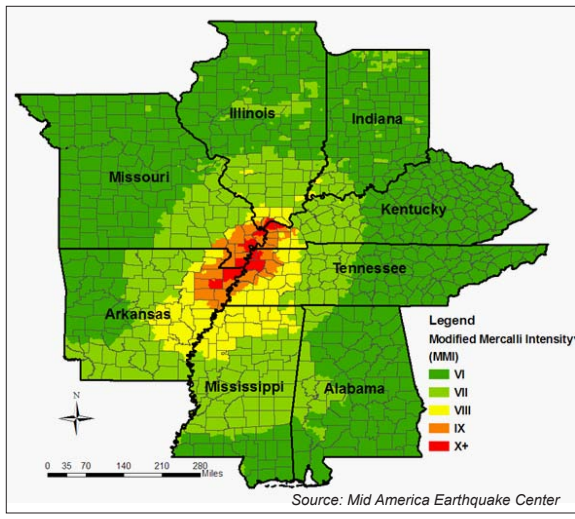 Illinois
Indiana
Missouri
Kentucky
Tennessee
Arkansas
Mississippi
Alabama
Legend
Modified Mercalli Intensity
(MMI)
VI
VII
VIII
IX
X+
N
0 35 70 140 210 280
Miles
Source: Mid America Earthquake Center